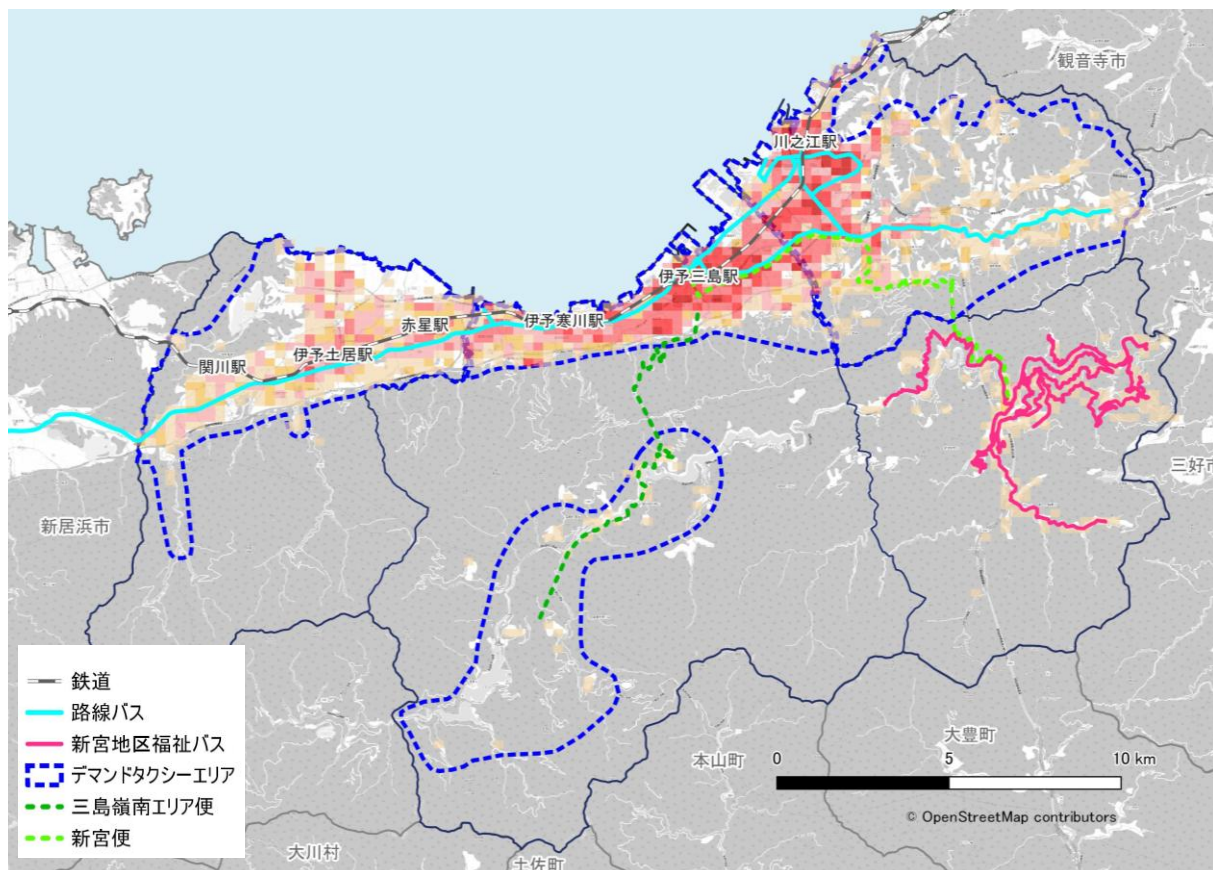 観音寺市
川之江駅
伊予三島駅
伊予寒川駅
赤星駅
伊予土居駅
関川駅
三好市
新居浜市
鉄道
路線バス
新宮地区福祉バス
デマンドタクシーエリア
三島嶺南エリア便
新宮便
大豊町
本山町
0 5 10 km
© OpenStreetMap contributors
大川村
土佐町